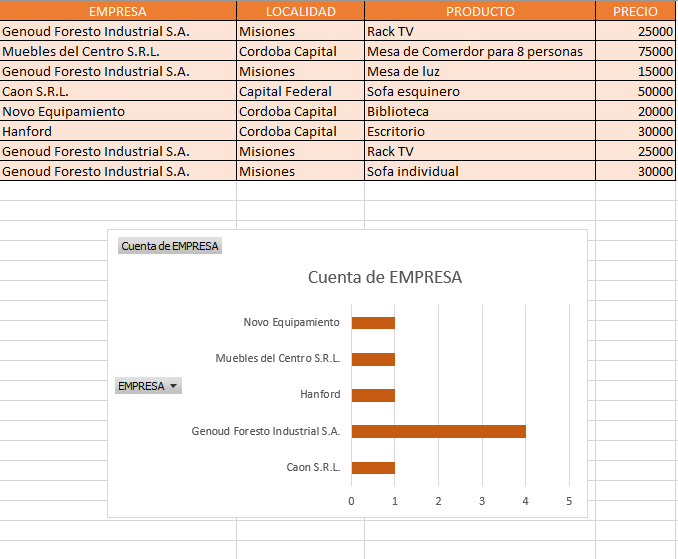 EMPRESA LOCALIDAD PRODUCTO PRECIO
Genoud Foresto Industrial S.A. Misiones Rack TV 25000
Muebles del Centro S.R.L. Cordoba Capital Mesa de Comerdor para 8 personas 75000
Genoud Foresto Industrial S.A. Misiones Mesa de luz 15000
Caon S.R.L. Capital Federal Sofa esquinero 50000
Novo Equipamiento Cordoba Capital Biblioteca 20000
Hanford Cordoba Capital Escritorio 30000
Genoud Foresto Industrial S.A. Misiones Rack TV 25000
Genoud Foresto Industrial S.A. Misiones Sofa individual 30000
Cuenta de EMPRESA
Cuenta de EMPRESA
Novo Equipamiento
Muebles del Centro S.R.L.
EMPRESA
Hanford
Genoud Foresto Industrial S.A.
Caon S.R.L.
0 1 2 3 4 5